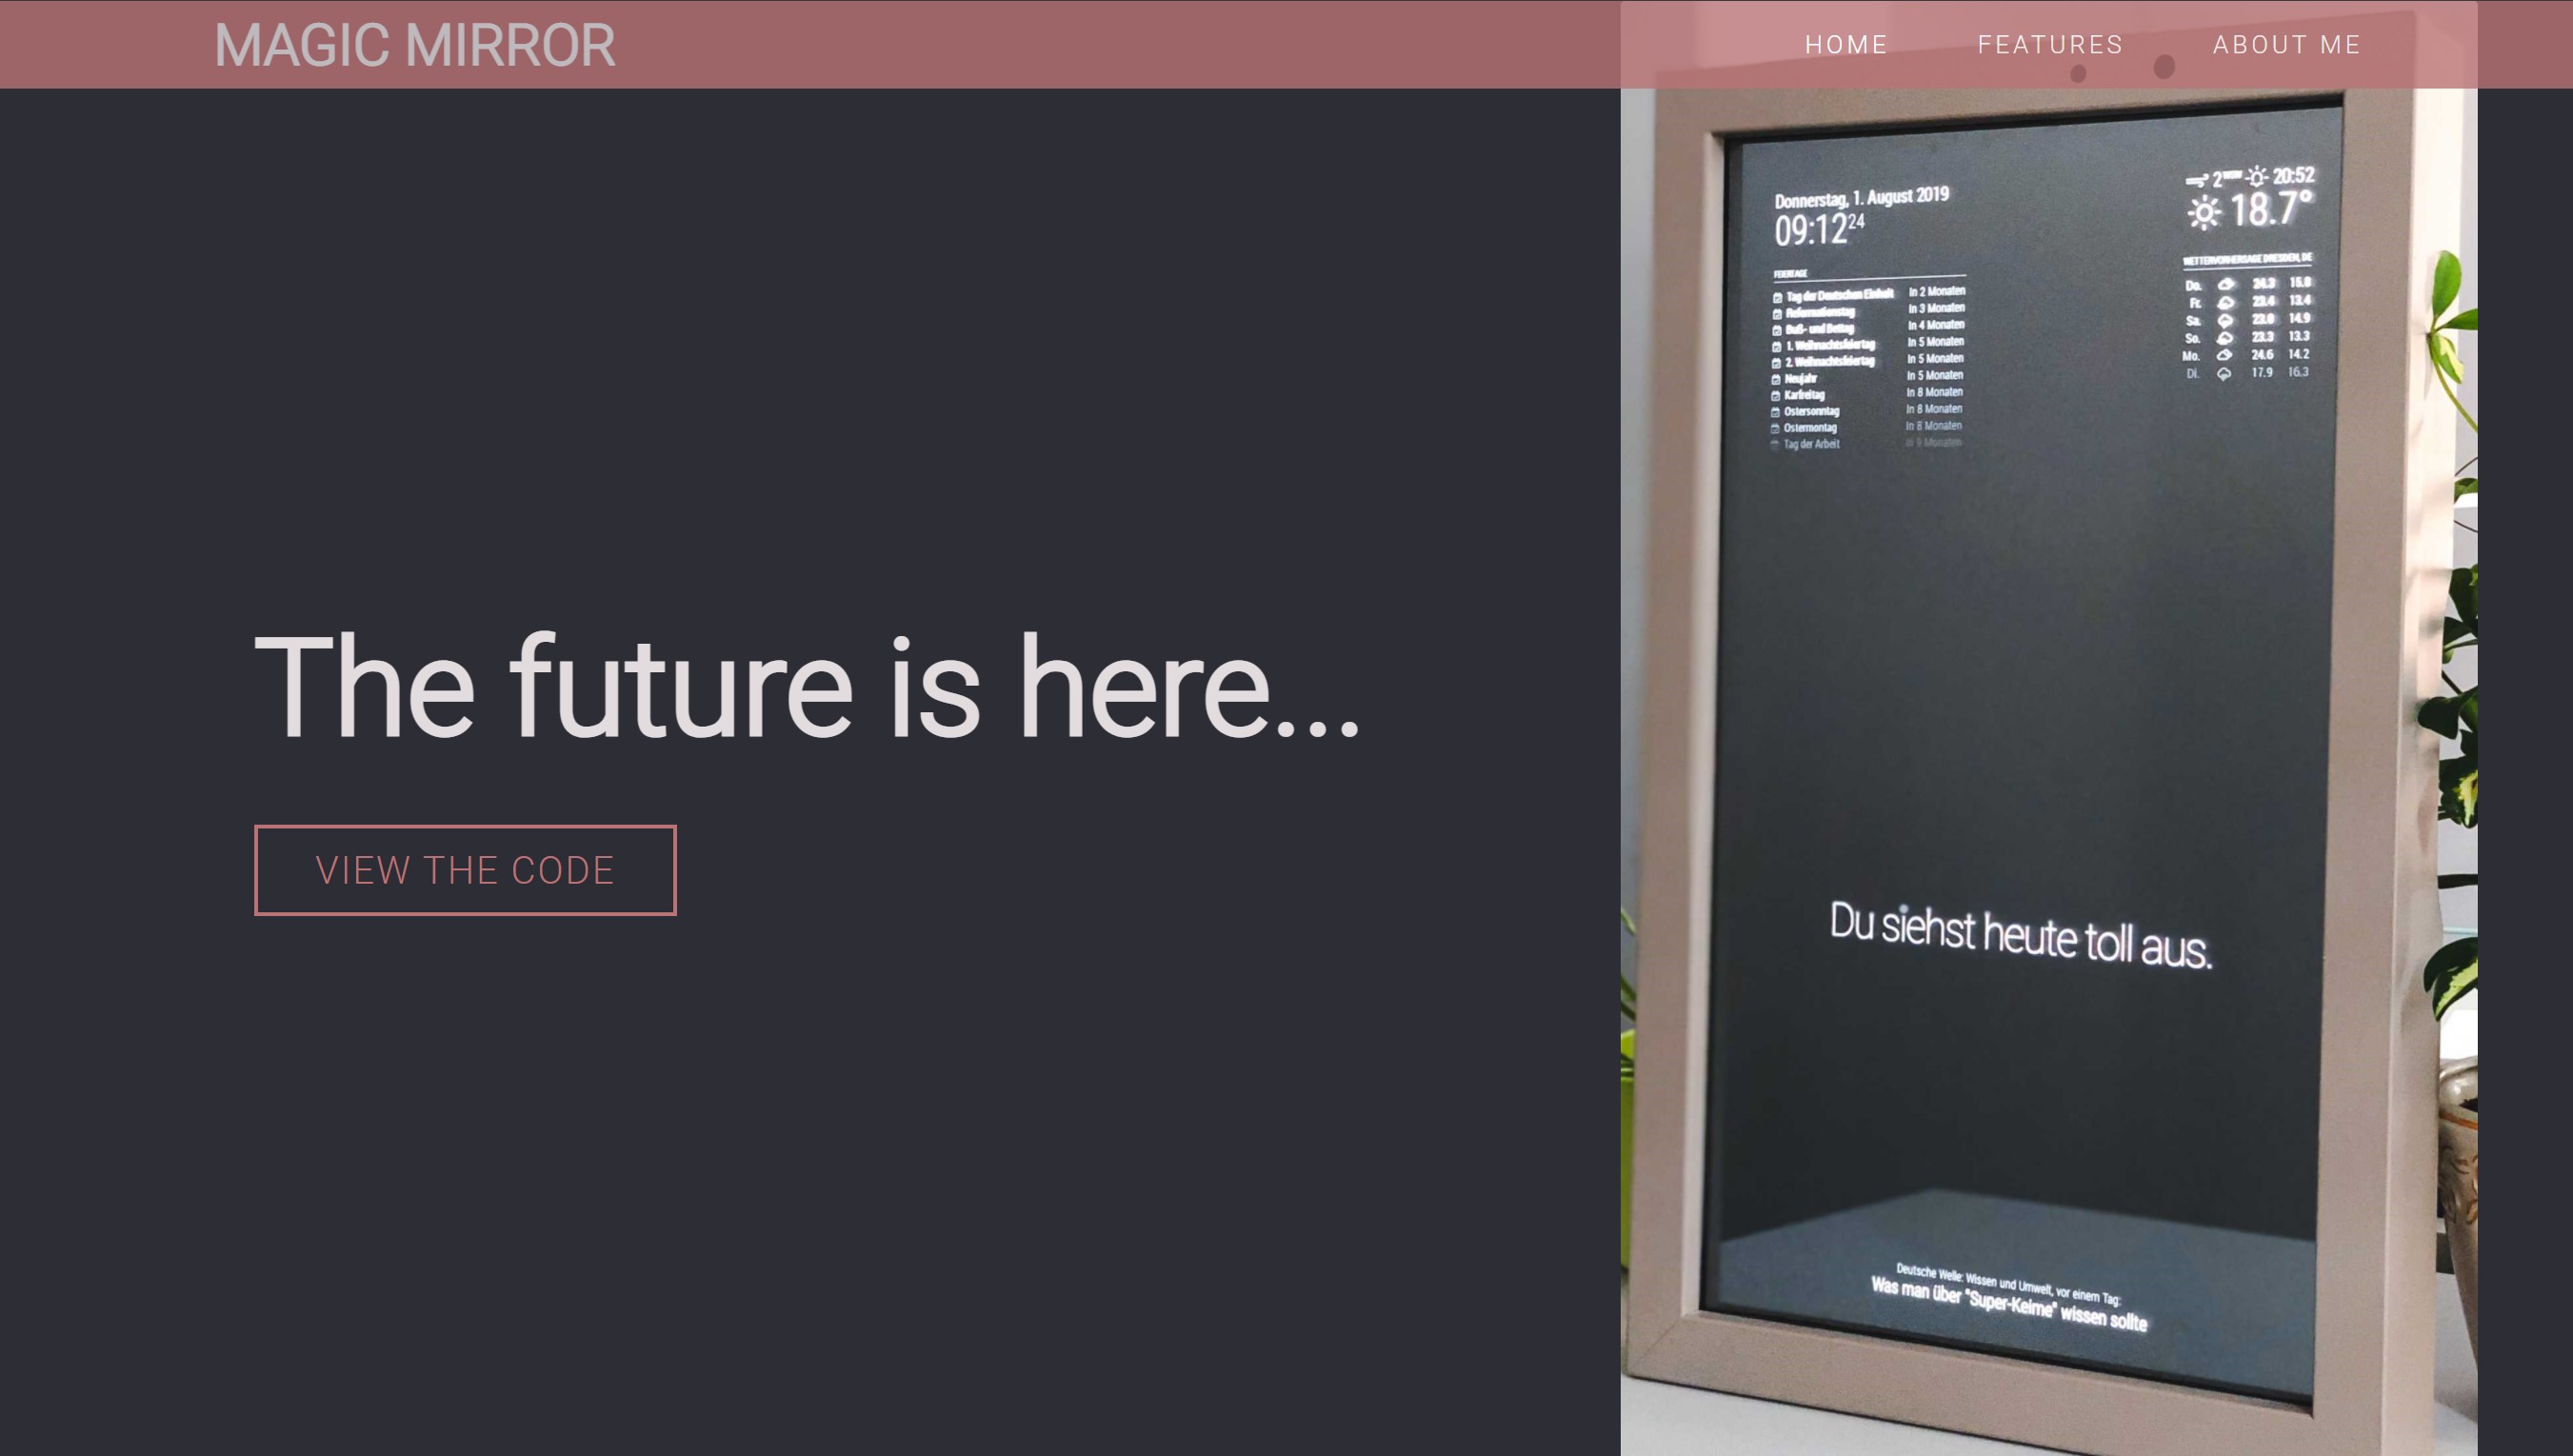 MAGIC MIRROR
HOME FEATURES ABOUT ME
The future is here...
VIEW THE CODE
Donnerstag, 1. August 2019
09:12 24
FEIERTAGE
Tag der Deutschen Einheit In 2 Monaten
Reformationstag In 3 Monaten
Buß- und Bettag In 4 Monaten
1. Weihnachtsfeiertag In 5 Monaten
2. Weihnachtsfeiertag In 5 Monaten
Neujahr In 5 Monaten
Karfreitag In 8 Monaten
Ostersonntag In 8 Monaten
Ostermontag In 8 Monaten
Tag der Arbeit In 9 Monaten
2 20:52
18.7°
WETTERVORHERSAGE DRESDEN, DE
Do. 24.3 15.8
Fr. 23.4 13.4
Sa. 23.8 14.9
So. 23.3 13.3
Mo. 24.6 14.2
Di. 17.9 16.3
Du siehst heute toll aus.
Deutsche Welle: Wissen und Umwelt, vor einem Tag:
Was man über "Super-Keime" wissen sollte